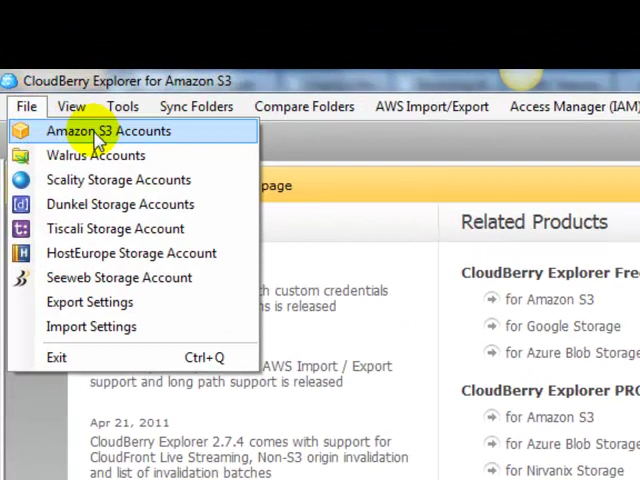 CloudBerry Explorer for Amazon S3
File View Tools Sync Folders Compare Folders AWS Import/Export Access Manager (IAM)
Amazon S3 Accounts
Walrus Accounts
Scality Storage Accounts
Dunkel Storage Accounts
Tiscali Storage Account
HostEurope Storage Account
Seeweb Storage Account
Export Settings
Import Settings
Exit Ctrl+Q
page
with custom credentials
is released
AWS Import / Export
support and long path support is released
Apr 21, 2011
CloudBerry Explorer 2.7.4 comes with support for
CloudFront Live Streaming, Non-S3 origin invalidation
and list of invalidation batches
Related Products
CloudBerry Explorer Fre
for Amazon S3
for Google Storage
for Azure Blob Storage
CloudBerry Explorer PRO
for Amazon S3
for Azure Blob Storage
for Nirvanix Storage